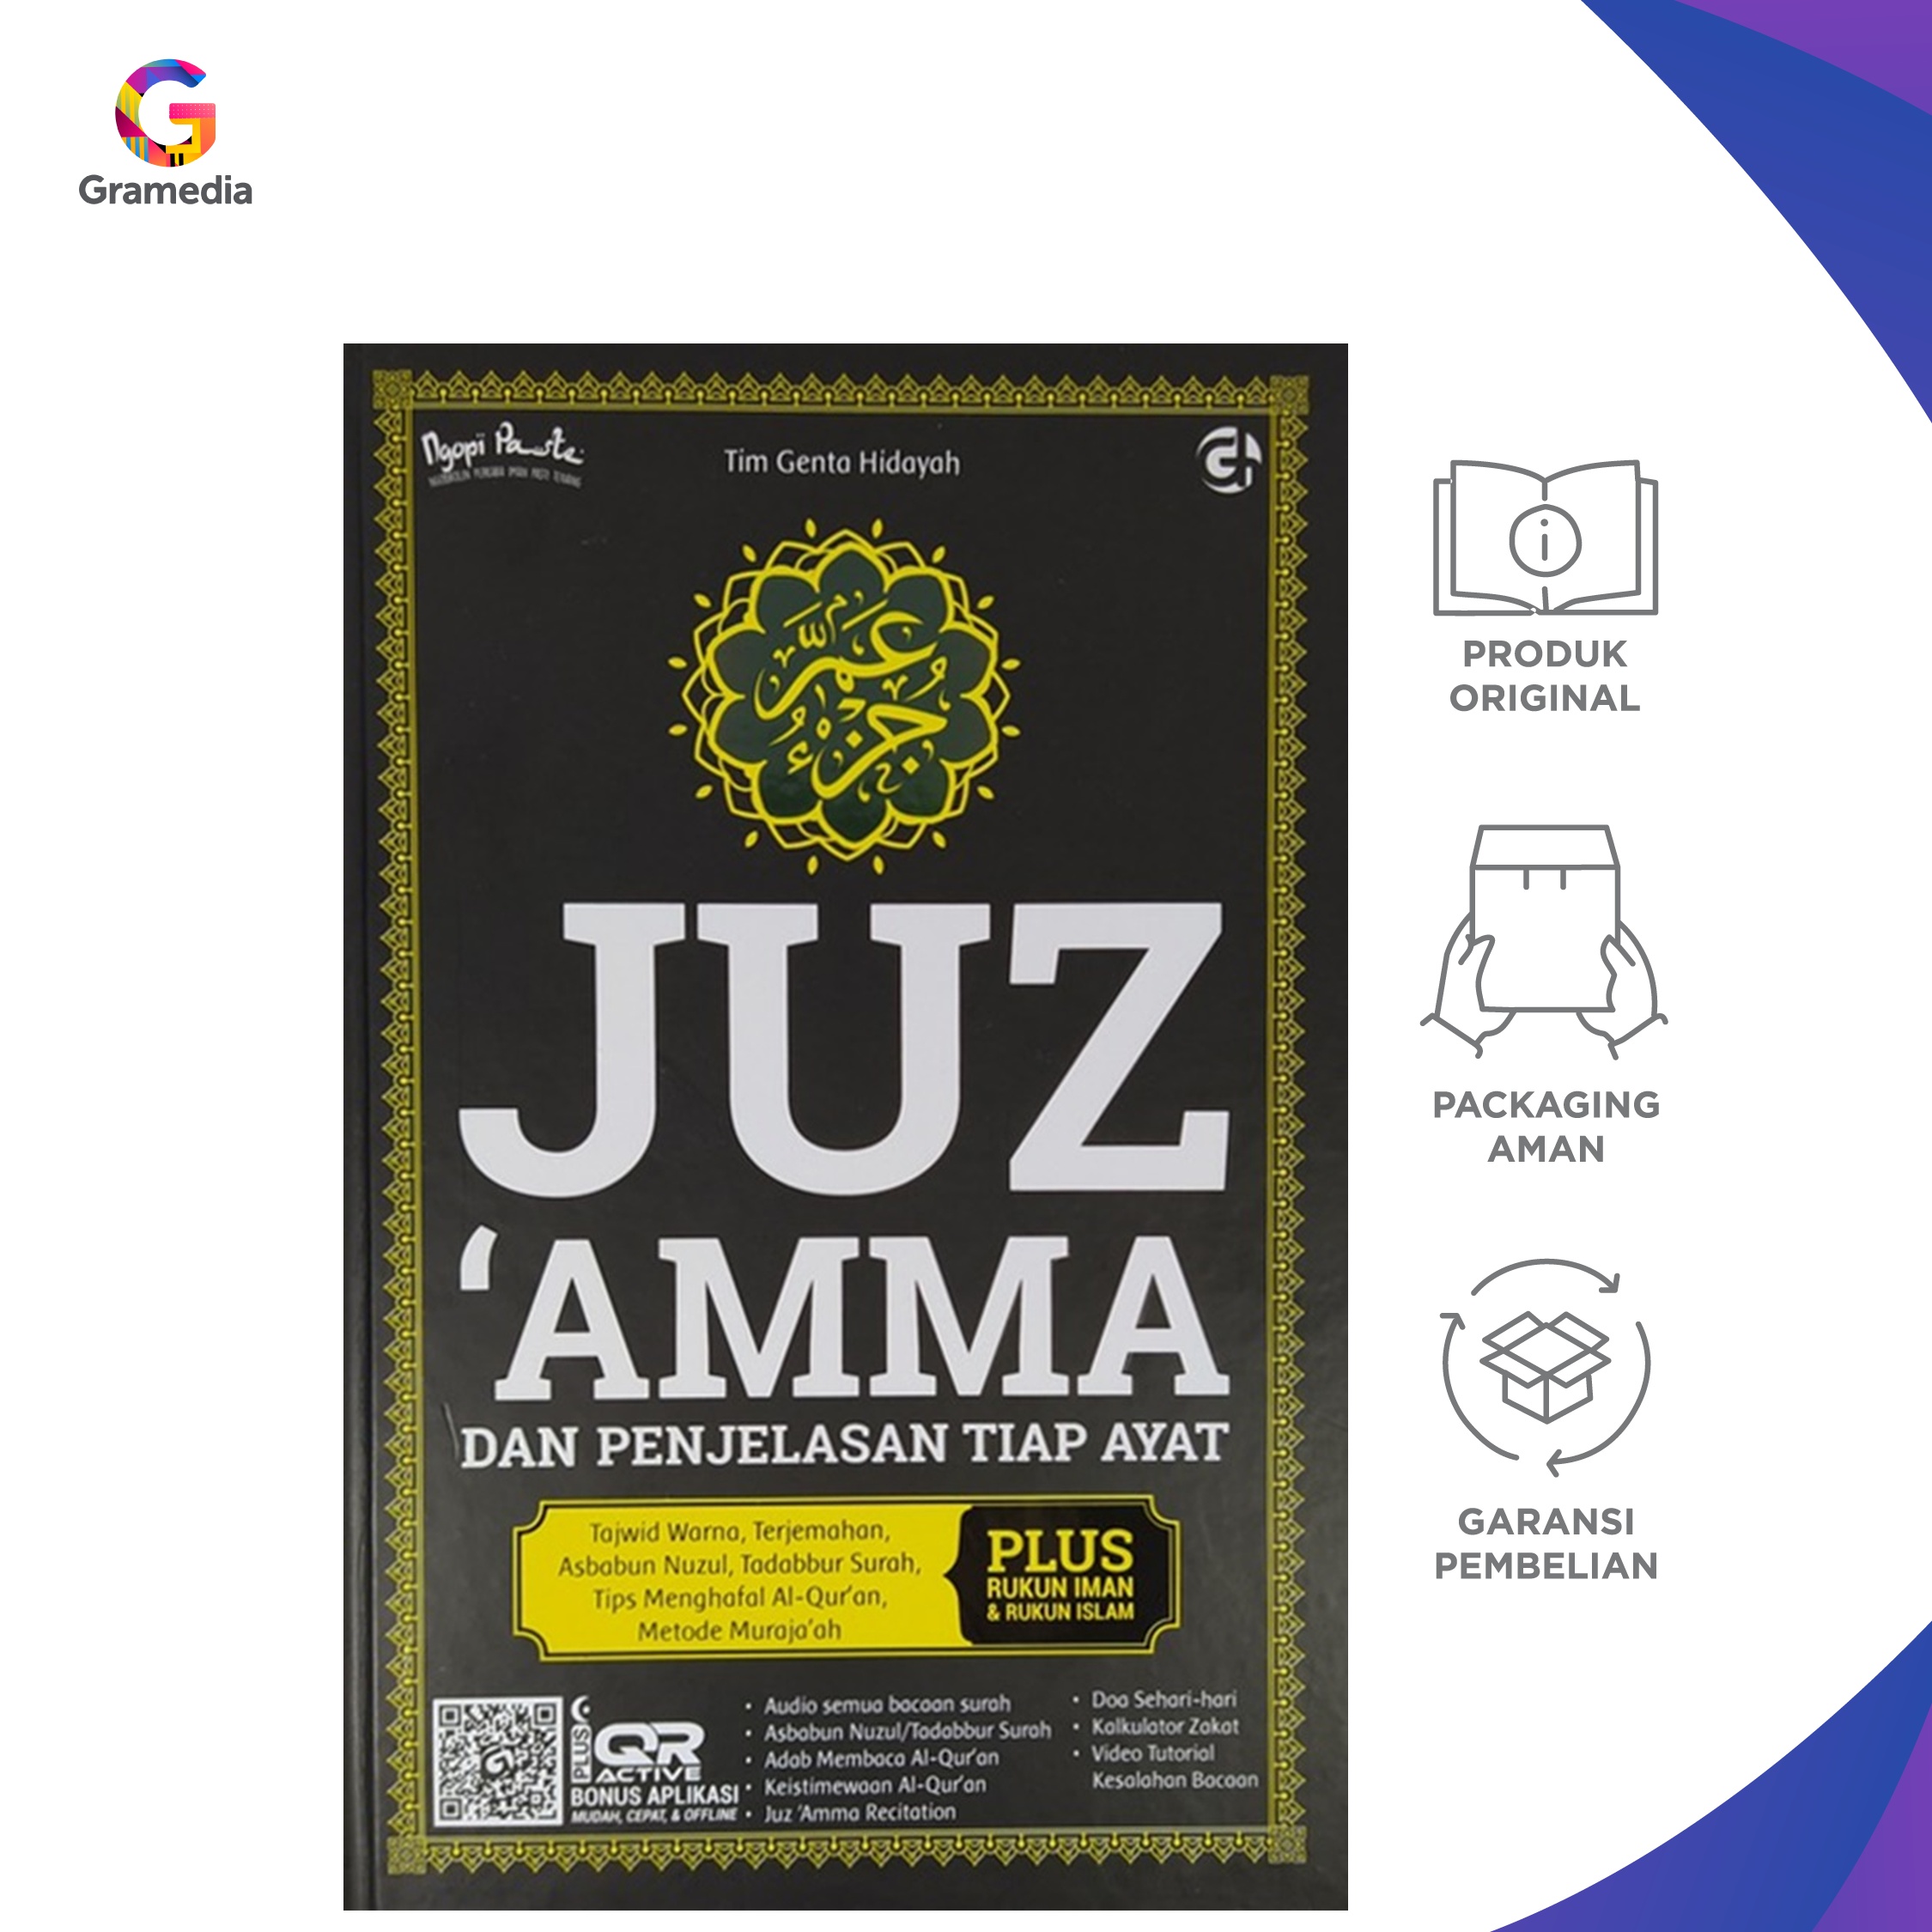 Gramedia
Ngopi Paste
Tim Genta Hidayah
عَمَّ
جُزْءُ
JUZ
‘AMMA
DAN PENJELASAN TIAP AYAT
Tajwid Warna, Terjemahan,
Asbabun Nuzul, Tadabbur Surah,
Tips Menghafal Al-Qur'an,
Metode Muraja'ah
PLUS
RUKUN IMAN
& RUKUN ISLAM
PLUS
QR
ACTIVE
BONUS APLIKASI
MUDAH, CEPAT, & OFFLINE
• Audio semua bacaan surah
• Asbabun Nuzul/Tadabbur Surah
• Adab Membaca Al-Qur'an
• Keistimewaan Al-Qur'an
• Juz 'Amma Recitation
• Doa Sehari-hari
• Kalkulator Zakat
• Video Tutorial
Kesalahan Bacaan
PRODUK
ORIGINAL
PACKAGING
AMAN
GARANSI
PEMBELIAN